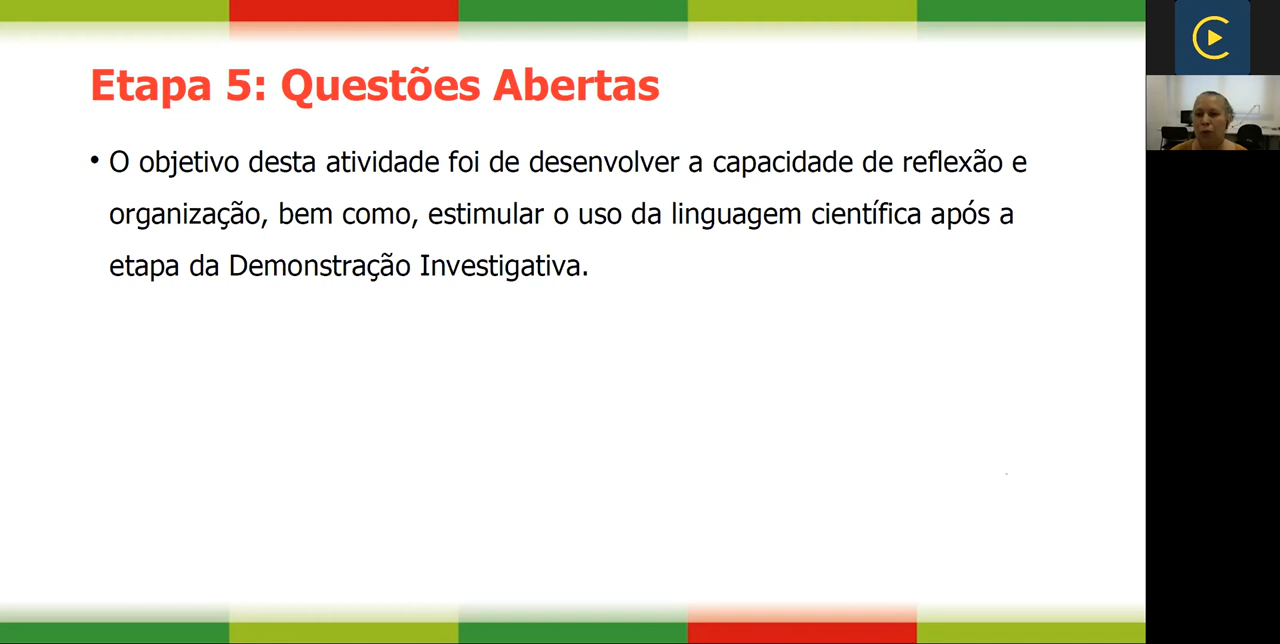 Etapa 5: Questões Abertas
• O objetivo desta atividade foi de desenvolver a capacidade de reflexão e
organização, bem como, estimular o uso da linguagem científica após a
etapa da Demonstração Investigativa.